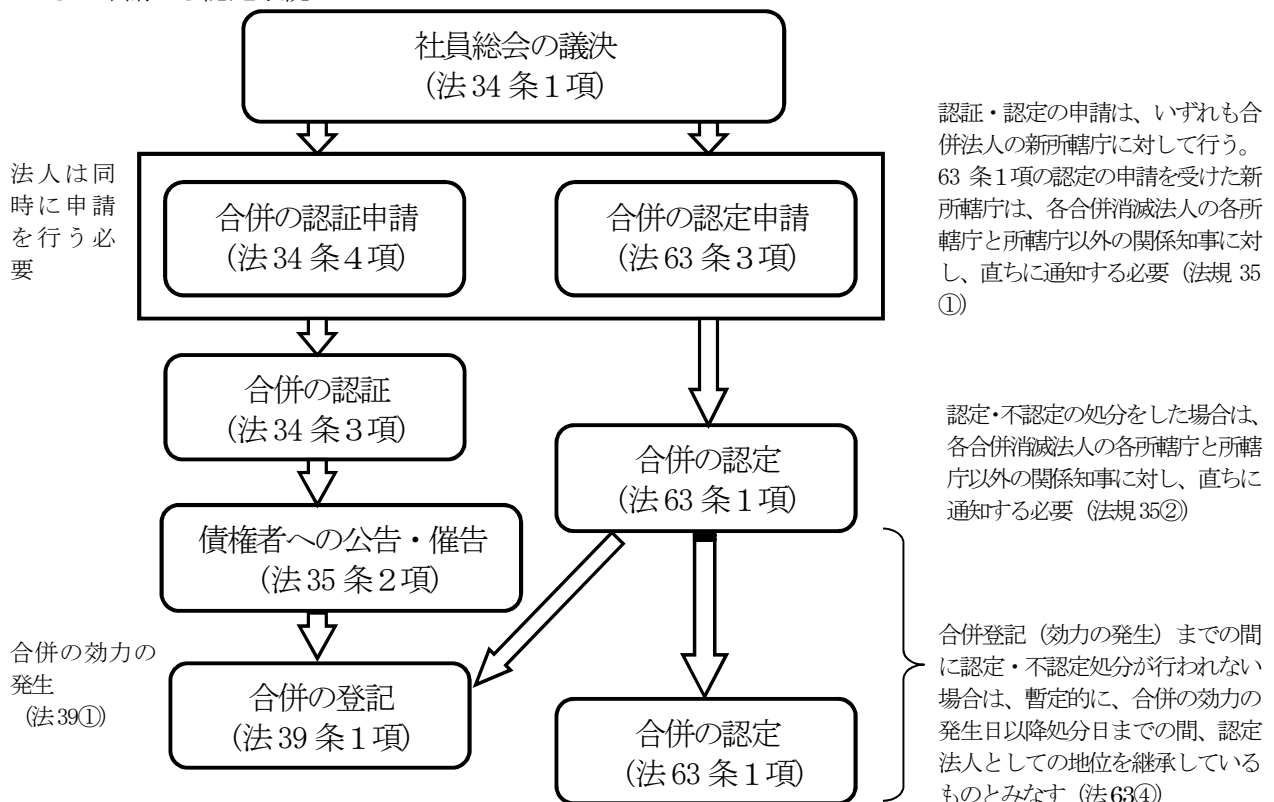 社員総会の議決
（法34条１項）
法人は同
時に申請
を行う必
要
合併の認証申請
（法34条４項）
合併の認定申請
（法63条３項）
認証・認定の申請は、いずれも合
併法人の新所轄庁に対して行う。
63 条１項の認定の申請を受けた新
所轄庁は、各合併消滅法人の各所
轄庁と所轄庁以外の関係知事に対
し、直ちに通知する必要（法規 35
①）
合併の認証
（法34条３項）
合併の認定
（法63条１項）
認定・不認定の処分をした場合は、
各合併消滅法人の各所轄庁と所轄
庁以外の関係知事に対し、直ちに
通知する必要（法規35②）
債権者への公告・催告
（法35条２項）
合併の効力の
発生
（法39①）
合併の登記
（法39条１項）
合併の認定
（法63条１項）
合併登記（効力の発生）までの間
に認定・不認定処分が行われない
場合は、暫定的に、合併の効力の
発生日以降処分日までの間、認定
法人としての地位を継承している
ものとみなす（法63④）